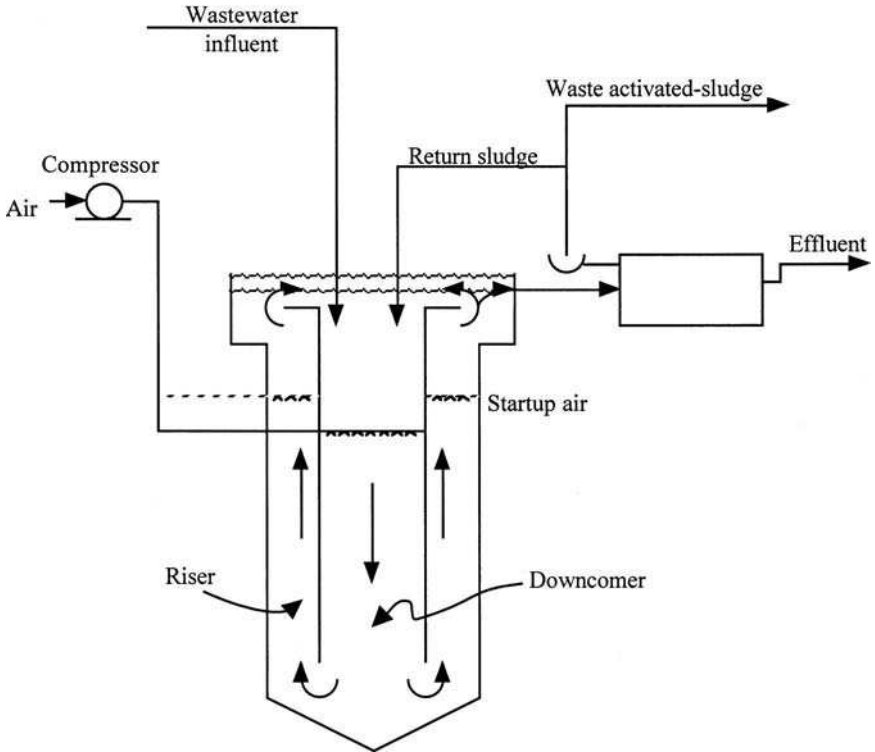 Wastewater
influent
Waste activated-sludge
Return sludge
Compressor
Air
Effluent
Startup air
Riser
Downcomer